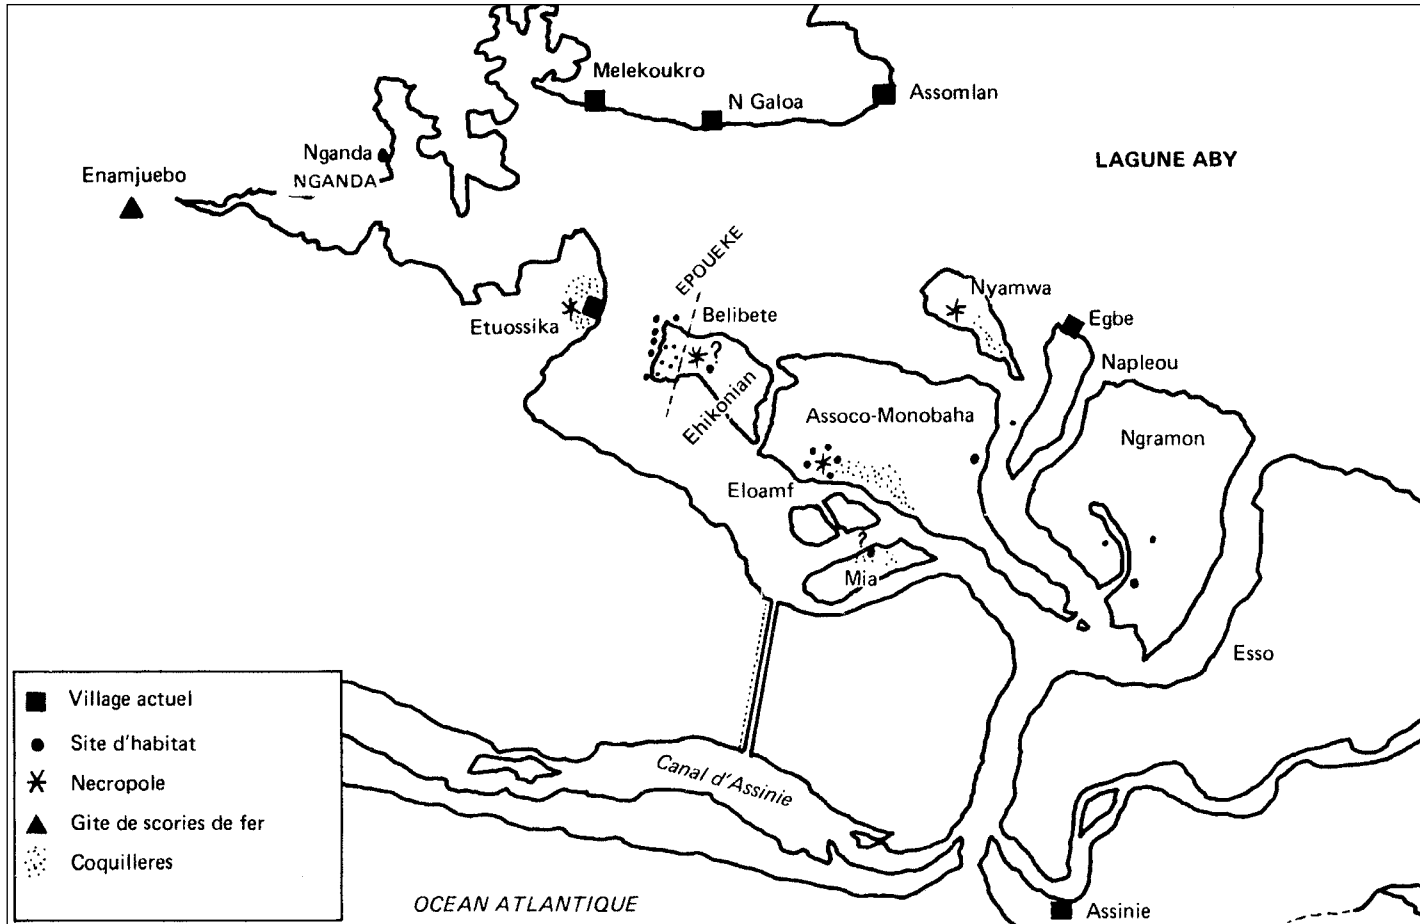 Melekoukro
N Galoa
Assomlan
LAGUNE ABY
Nganda
NGANDA
Enamjuebo
EPOUEKE
Nyamwa
Etuossika
Belibete
?
Egbe
Napleou
Ehikonian
Assoco-Monobaha
Ngramon
Eloamf
?
Mia
Esso
Canal d'Assinie
Village actuel
Site d'habitat
Necropole
Gite de scories de fer
Coquilleres
OCEAN ATLANTIQUE
Assinie